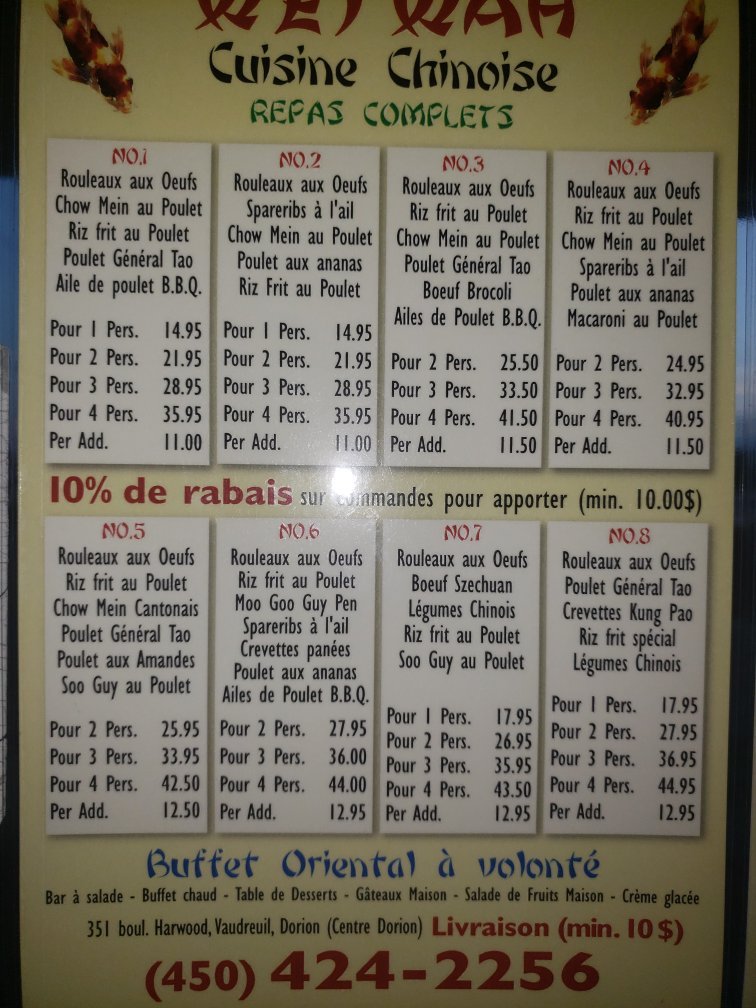 WEI WAH
Cuisine Chinoise
REPAS COMPLETS
NO.1
Rouleaux aux Oeufs
Chow Mein au Poulet
Riz frit au Poulet
Poulet Général Tao
Aile de poulet B.B.Q.
Pour 1 Pers. 14.95
Pour 2 Pers. 21.95
Pour 3 Pers. 28.95
Pour 4 Pers. 35.95
Per Add. 11.00
NO.2
Rouleaux aux Oeufs
Spareribs à l'ail
Chow Mein au Poulet
Poulet aux ananas
Riz Frit au Poulet
Pour 1 Pers. 14.95
Pour 2 Pers. 21.95
Pour 3 Pers. 28.95
Pour 4 Pers. 35.95
Per Add. 11.00
NO.3
Rouleaux aux Oeufs
Riz frit au Poulet
Chow Mein au Poulet
Poulet Général Tao
Boeuf Brocoli
Ailes de Poulet B.B.Q.
Pour 2 Pers. 25.50
Pour 3 Pers. 33.50
Pour 4 Pers. 41.50
Per Add. 11.50
NO.4
Rouleaux aux Oeufs
Riz frit au Poulet
Chow Mein au Poulet
Spareribs à l'ail
Poulet aux ananas
Macaroni au Poulet
Pour 2 Pers. 24.95
Pour 3 Pers. 32.95
Pour 4 Pers. 40.95
Per Add. 11.50
10% de rabais sur commandes pour apporter (min. 10.00$)
NO.5
Rouleaux aux Oeufs
Riz frit au Poulet
Chow Mein Cantonais
Poulet Général Tao
Poulet aux Amandes
Soo Guy au Poulet
Pour 2 Pers. 25.95
Pour 3 Pers. 33.95
Pour 4 Pers. 42.50
Per Add. 12.50
NO.6
Rouleaux aux Oeufs
Riz frit au Poulet
Moo Goo Guy Pen
Spareribs à l'ail
Crevettes panées
Poulet aux ananas
Ailes de Poulet B.B.Q.
Pour 2 Pers. 27.95
Pour 3 Pers. 36.00
Pour 4 Pers. 44.00
Per Add. 12.95
NO.7
Rouleaux aux Oeufs
Boeuf Szechuan
Légumes Chinois
Riz frit au Poulet
Soo Guy au Poulet
Pour 1 Pers. 17.95
Pour 2 Pers. 26.95
Pour 3 Pers. 35.95
Pour 4 Pers. 43.50
Per Add. 12.95
NO.8
Rouleaux aux Oeufs
Poulet Général Tao
Crevettes Kung Pao
Riz frit spécial
Légumes Chinois
Pour 1 Pers. 17.95
Pour 2 Pers. 27.95
Pour 3 Pers. 36.95
Pour 4 Pers. 44.95
Per Add. 12.95
Buffet Oriental à volonté
Bar à salade - Buffet chaud - Table de Desserts - Gâteaux Maison - Salade de Fruits Maison - Crème glacée
351 boul. Harwood, Vaudreuil, Dorion (Centre Dorion) Livraison (min. 10$)
(450) 424-2256